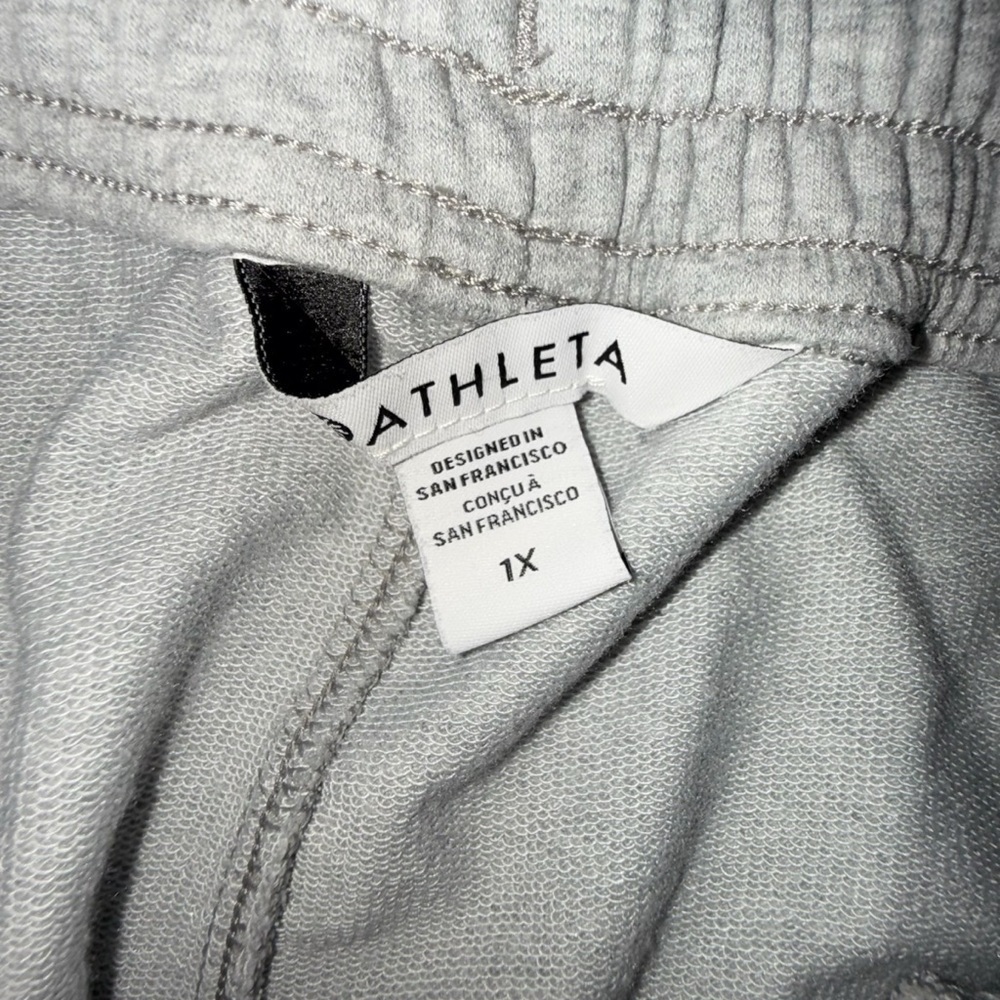 ATHLETA
DESIGNED IN
SAN FRANCISCO
CONÇU À
SAN FRANCISCO
1X